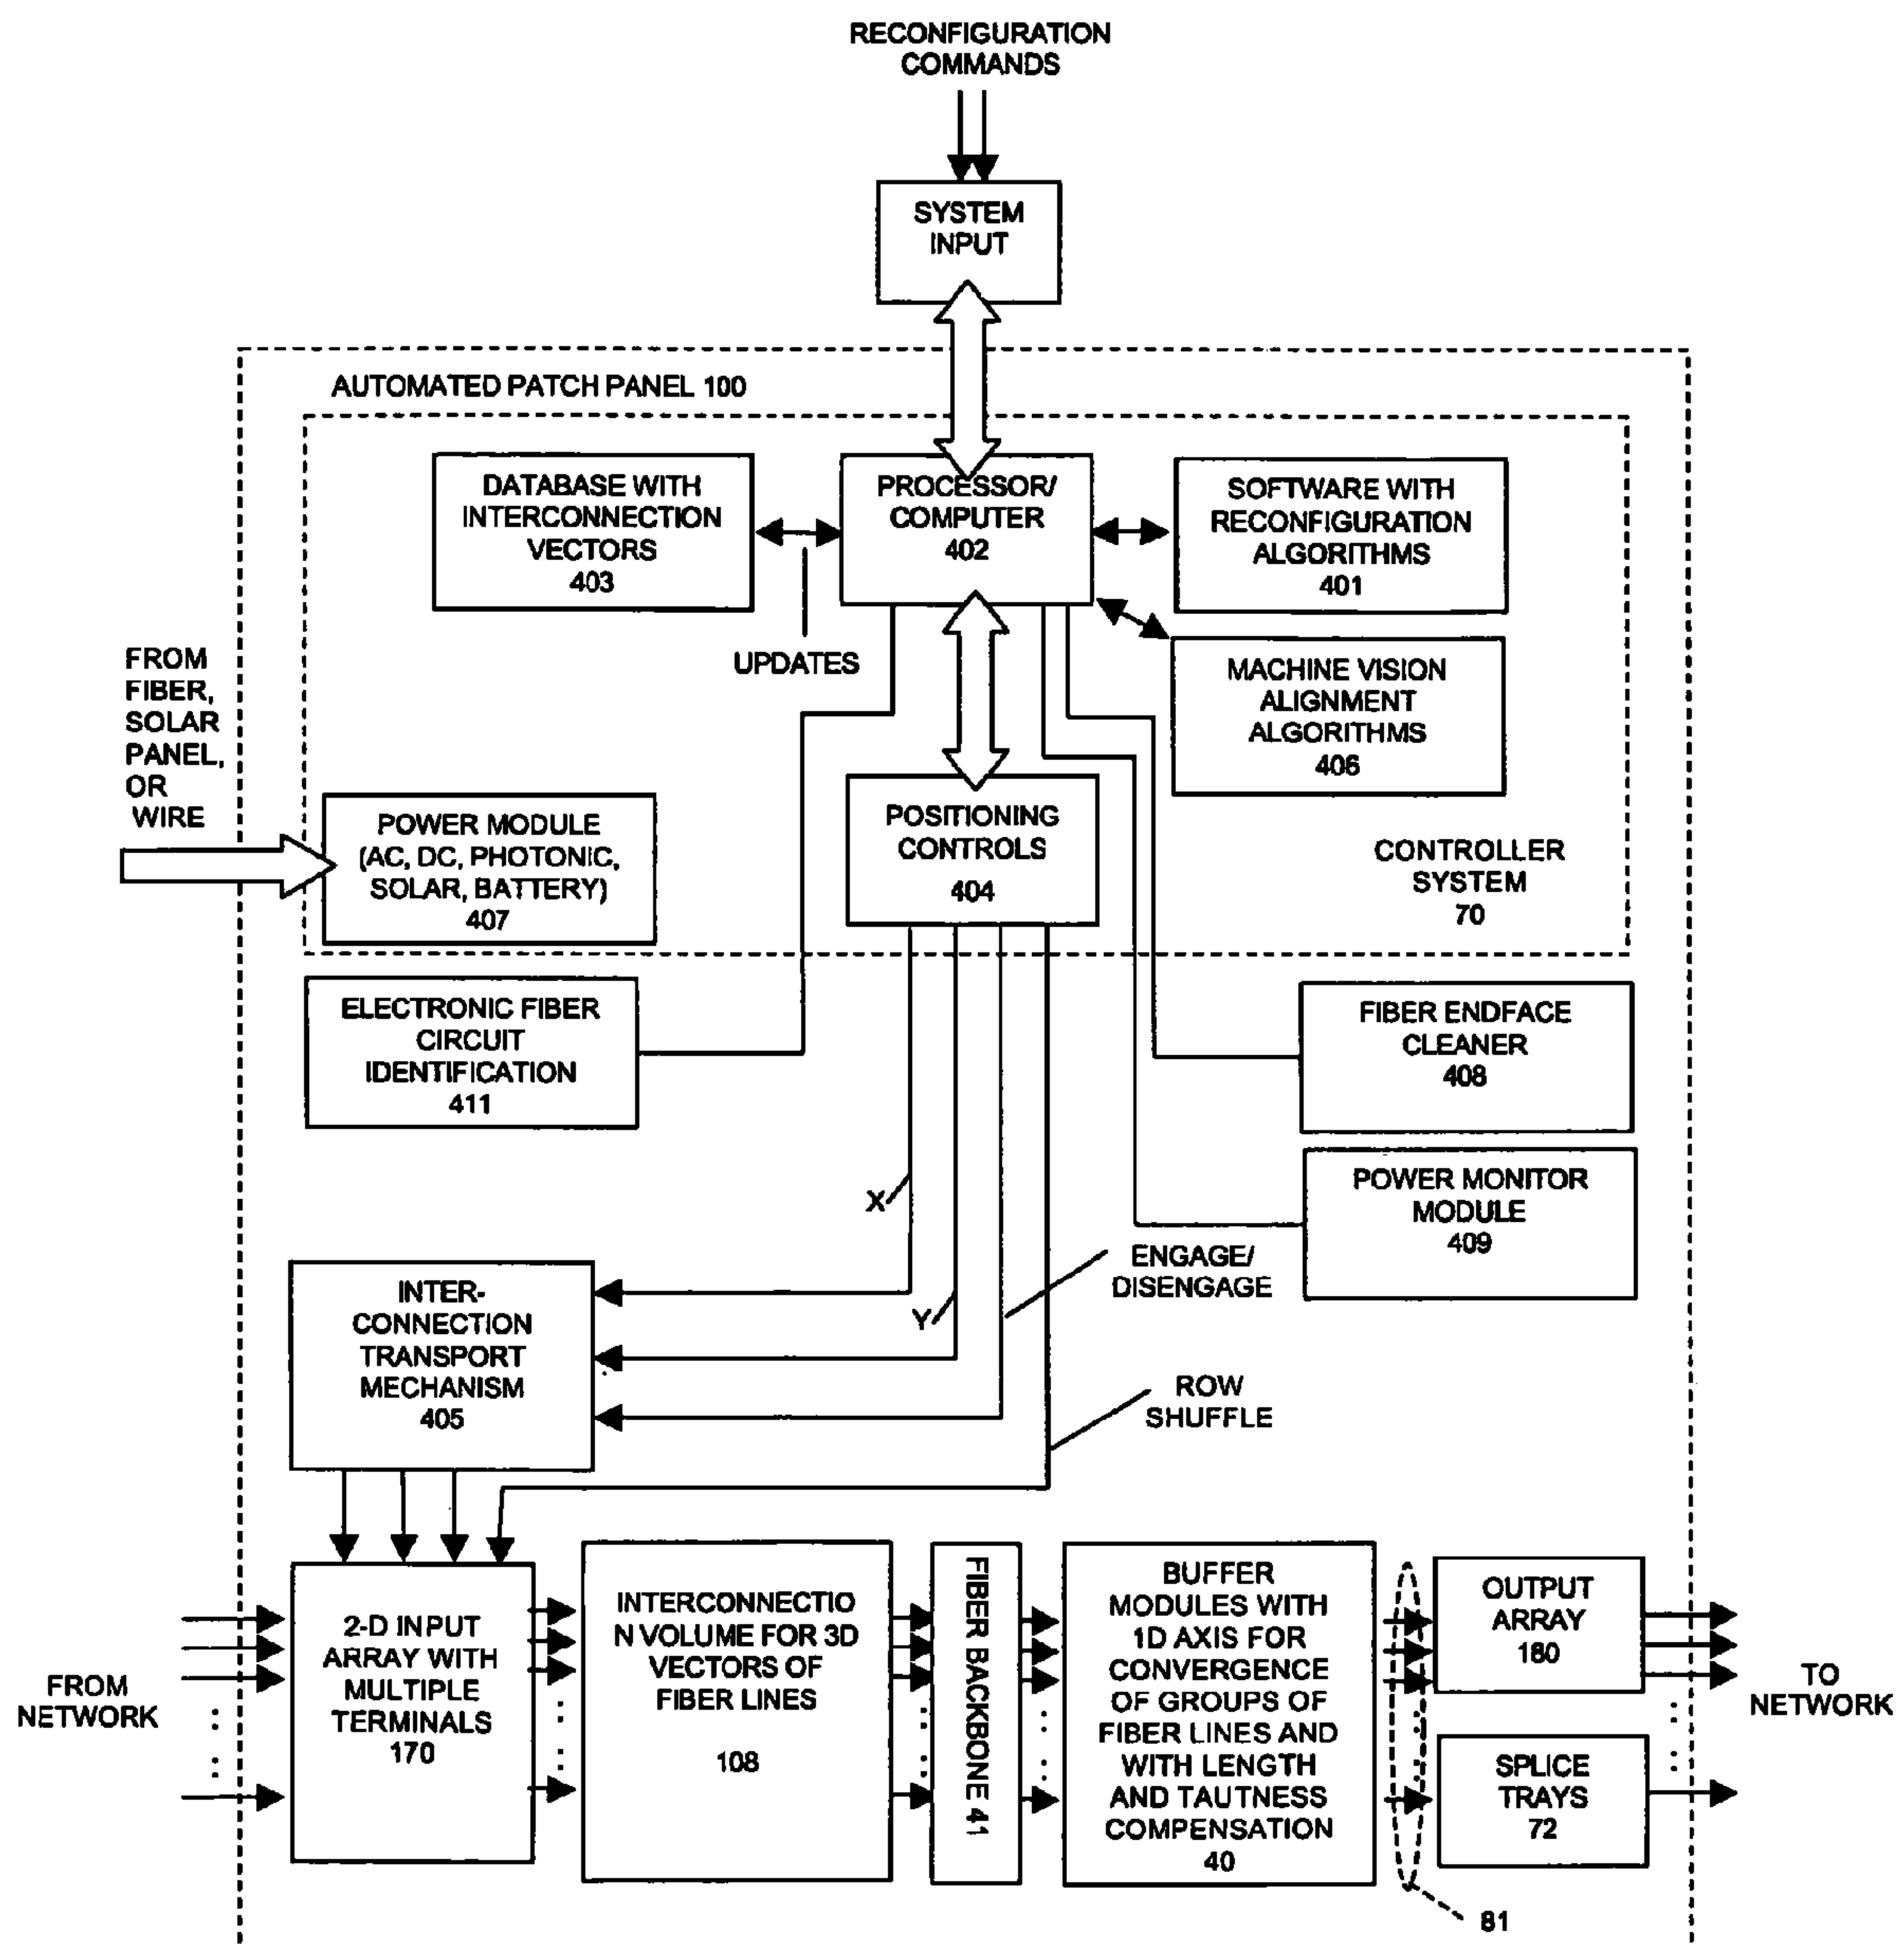 RECONFIGURATION
COMMANDS
SYSTEM
INPUT
AUTOMATED PATCH PANEL 100
DATABASE WITH
INTERCONNECTION
VECTORS
403
PROCESSOR/
COMPUTER
402
SOFTWARE WITH
RECONFIGURATION
ALGORITHMS
401
UPDATES
MACHINE VISION
ALIGNMENT
ALGORITHMS
406
FROM
FIBER,
SOLAR
PANEL,
OR
WIRE
POWER MODULE
(AC, DC, PHOTONIC,
SOLAR, BATTERY)
407
POSITIONING
CONTROLS
404
CONTROLLER
SYSTEM
70
ELECTRONIC FIBER
CIRCUIT
IDENTIFICATION
411
FIBER ENDFACE
CLEANER
408
POWER MONITOR
MODULE
409
X
Y
ENGAGE/
DISENGAGE
INTER-
CONNECTION
TRANSPORT
MECHANISM
405
ROW
SHUFFLE
FROM
NETWORK
2-D INPUT
ARRAY WITH
MULTIPLE
TERMINALS
170
INTERCONNECTIO
N VOLUME FOR 3D
VECTORS OF
FIBER LINES
108
FIBER BACKBONE 41
BUFFER
MODULES WITH
1D AXIS FOR
CONVERGENCE
OF GROUPS OF
FIBER LINES AND
WITH LENGTH
AND TAUTNESS
COMPENSATION
40
OUTPUT
ARRAY
180
SPLICE
TRAYS
72
TO
NETWORK
81